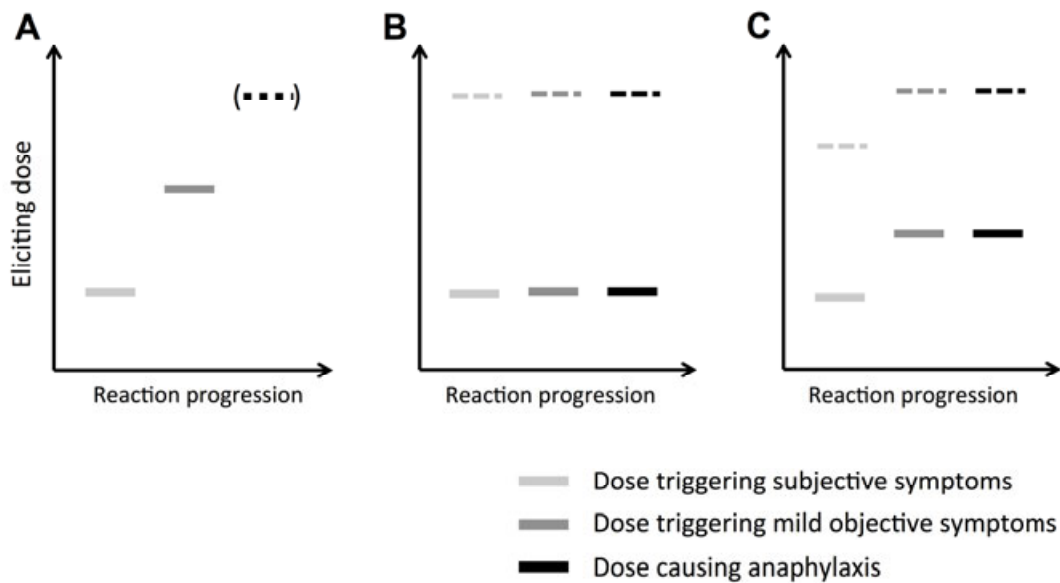 A
B
C
Eliciting dose
Reaction progression
Reaction progression
Reaction progression
Dose triggering subjective symptoms
Dose triggering mild objective symptoms
Dose causing anaphylaxis